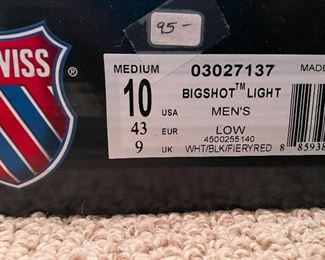 95-
WISS ®
MEDIUM 03027137 MADE
10 USA BIGSHOT™ LIGHT
MEN'S
43 EUR LOW
4500255140
9 UK WHT/BLK/FIERYRED
8 85938